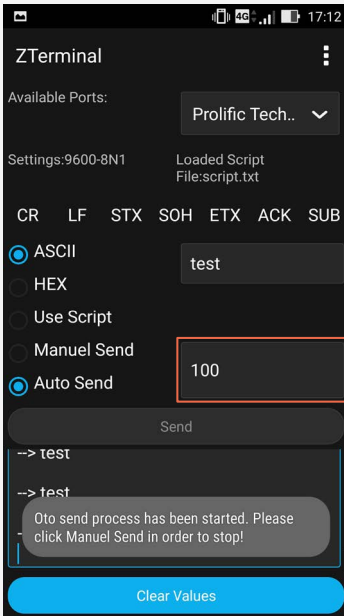 4G 17:12
ZTerminal
Available Ports:
Prolific Tech..
Settings:9600-8N1
Loaded Script
File:script.txt
CR LF STX SOH ETX ACK SUB
ASCII
test
HEX
Use Script
Manuel Send
100
Auto Send
Send
--> test
--> test
Oto send process has been started. Please
click Manuel Send in order to stop!
Clear Values